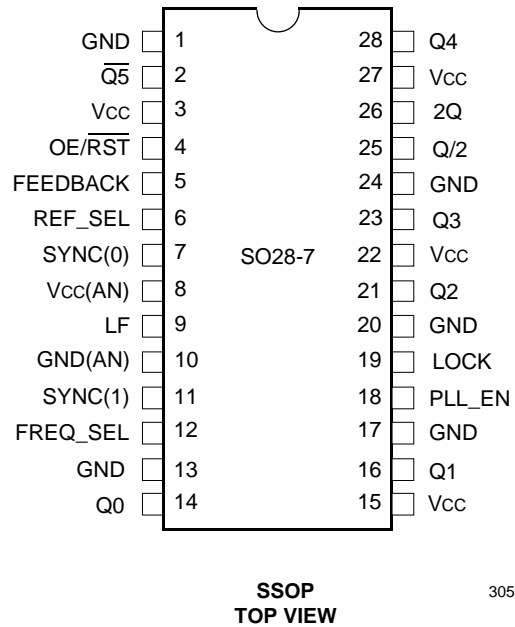 GND 1 28 Q4
Q̅5̅ 2 27 Vcc
Vcc 3 26 2Q
OE/R̅S̅T̅ 4 25 Q/2
FEEDBACK 5 24 GND
REF_SEL 6 23 Q3
SYNC(0) 7 SO28-7 22 Vcc
Vcc(AN) 8 21 Q2
LF 9 20 GND
GND(AN) 10 19 LOCK
SYNC(1) 11 18 PLL_EN
FREQ_SEL 12 17 GND
GND 13 16 Q1
Q0 14 15 Vcc
SSOP 305
TOP VIEW